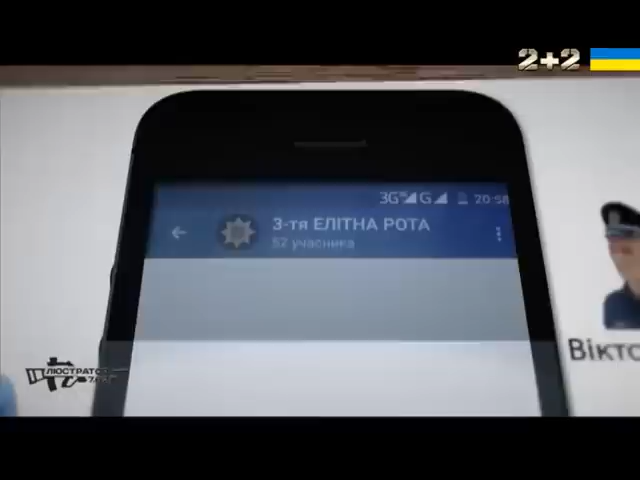 2+2
3G G 20:58
3-тя ЕЛІТНА РОТА
52 учасника
Вікто
ЛЮСТРАТОР